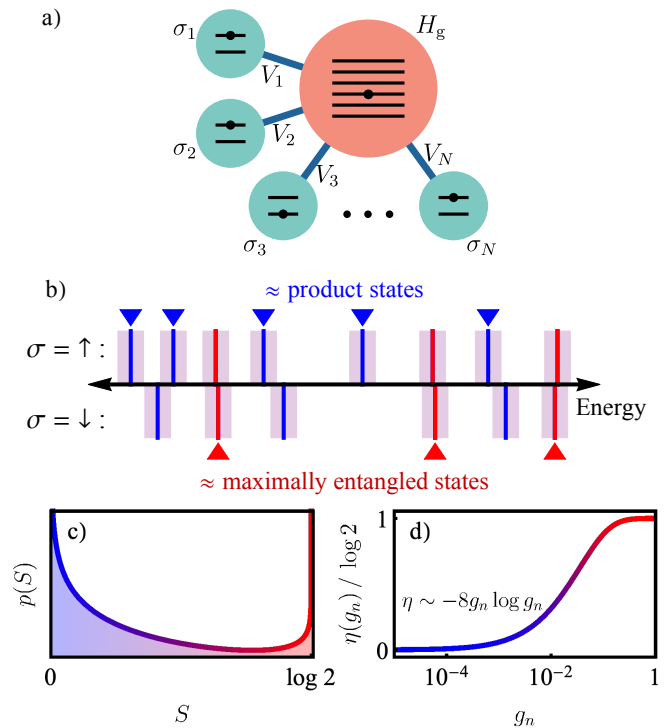 a)
σ₁
H_g
V₁
σ₂
V₂
V₃
V_N
σ₃
• • •
σ_N
b)
≈ product states
σ = ↑ :
Energy
σ = ↓ :
≈ maximally entangled states
c)
p(S)
0
log 2
S
d)
η(g_n) / log 2
1
0
η ∼ −8g_n log g_n
10⁻⁴
10⁻²
1
g_n